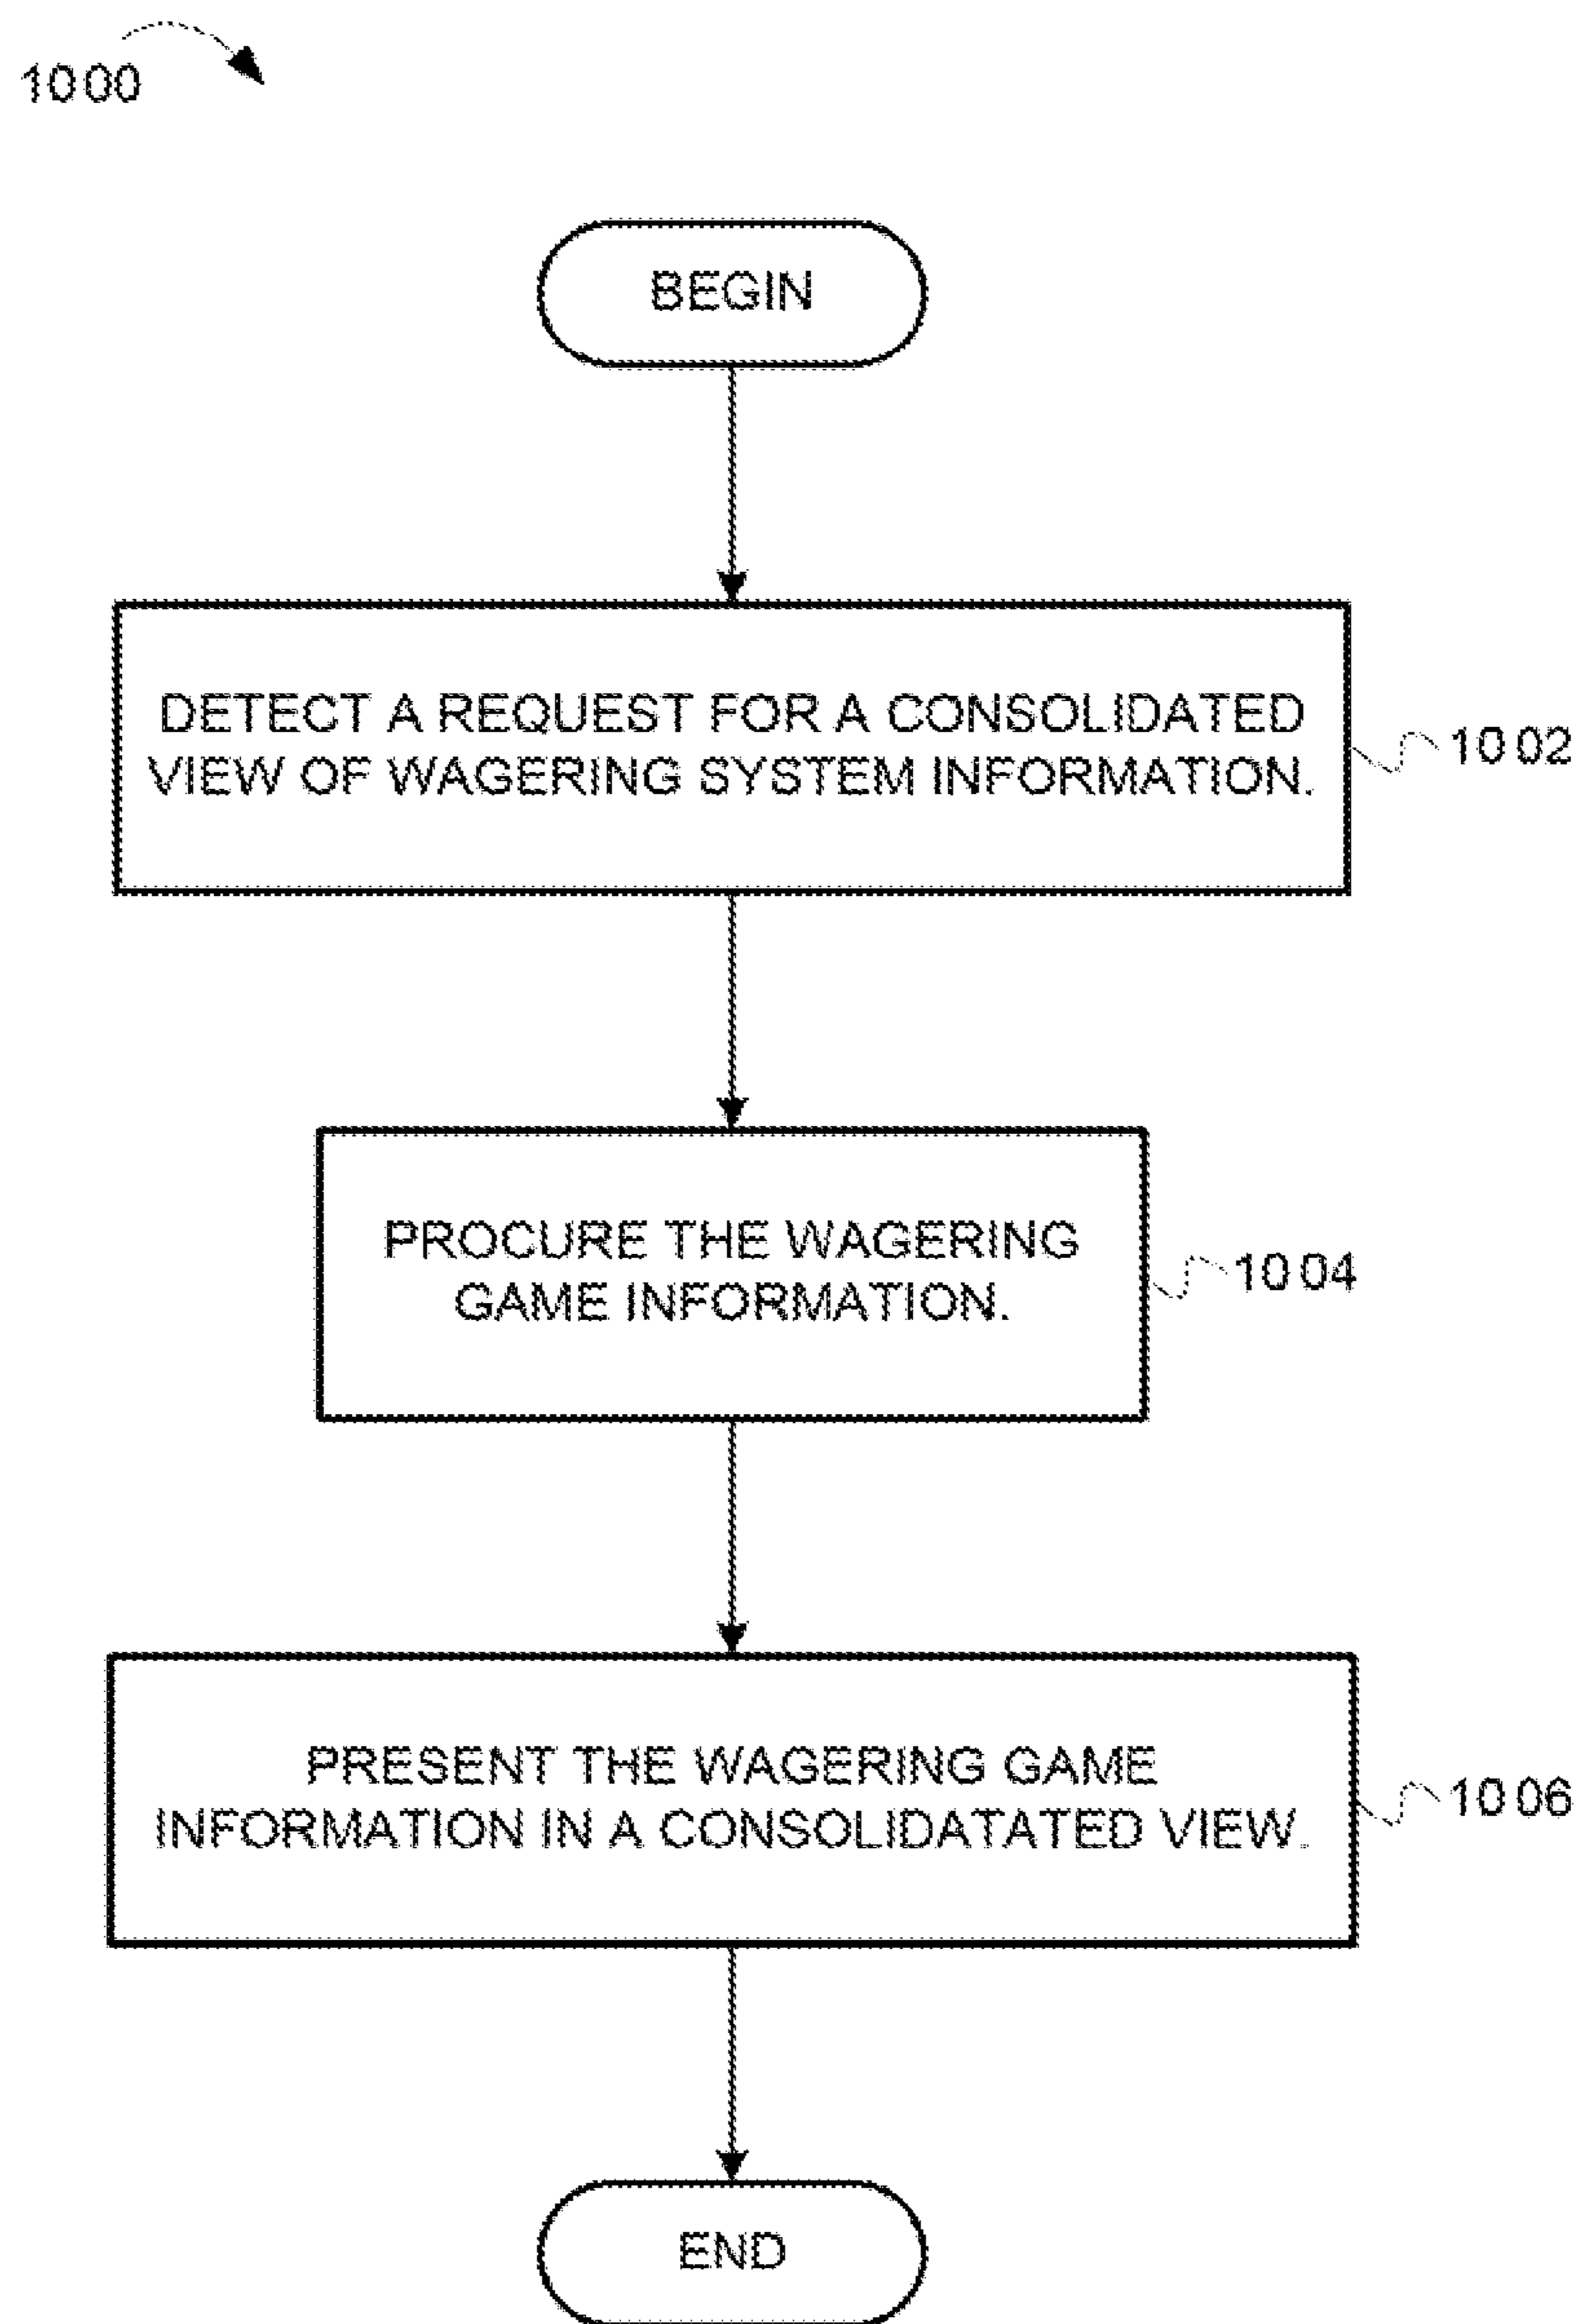 1000
BEGIN
DETECT A REQUEST FOR A CONSOLIDATED
VIEW OF WAGERING SYSTEM INFORMATION.
1002
PROCURE THE WAGERING
GAME INFORMATION.
1004
PRESENT THE WAGERING GAME
INFORMATION IN A CONSOLIDATATED VIEW.
1006
END